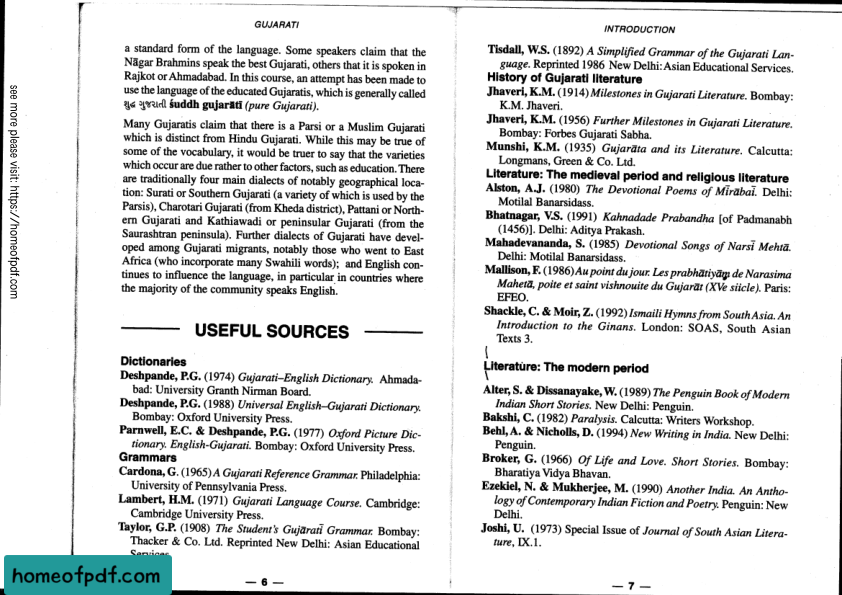 see more please visit: https://homeofpdf.com
GUJARATI
a standard form of the language. Some speakers claim that the
Nāgar Brahmins speak the best Gujarati, others that it is spoken in
Rajkot or Ahmadabad. In this course, an attempt has been made to
use the language of the educated Gujaratis, which is generally called
શુદ્ધ ગુજરાતી śuddh gujarātī (pure Gujarati).
Many Gujaratis claim that there is a Parsi or a Muslim Gujarati
which is distinct from Hindu Gujarati. While this may be true of
some of the vocabulary, it would be truer to say that the varieties
which occur are due rather to other factors, such as education. There
are traditionally four main dialects of notably geographical loca-
tion: Surati or Southern Gujarati (a variety of which is used by the
Parsis), Charotari Gujarati (from Kheda district), Pattani or North-
ern Gujarati and Kathiawadi or peninsular Gujarati (from the
Saurashtran peninsula). Further dialects of Gujarati have devel-
oped among Gujarati migrants, notably those who went to East
Africa (who incorporate many Swahili words); and English con-
tinues to influence the language, in particular in countries where
the majority of the community speaks English.
USEFUL SOURCES
Dictionaries
Deshpande, P.G. (1974) Gujarati–English Dictionary. Ahmada-
bad: University Granth Nirman Board.
Deshpande, P.G. (1988) Universal English–Gujarati Dictionary.
Bombay: Oxford University Press.
Parnwell, E.C. & Deshpande, P.G. (1977) Oxford Picture Dic-
tionary. English-Gujarati. Bombay: Oxford University Press.
Grammars
Cardona, G. (1965) A Gujarati Reference Grammar. Philadelphia:
University of Pennsylvania Press.
Lambert, H.M. (1971) Gujarati Language Course. Cambridge:
Cambridge University Press.
Taylor, G.P. (1908) The Student's Gujārātī Grammar. Bombay:
Thacker & Co. Ltd. Reprinted New Delhi: Asian Educational
Services.
— 6 —
homeofpdf.com
INTRODUCTION
Tisdall, W.S. (1892) A Simplified Grammar of the Gujarati Lan-
guage. Reprinted 1986 New Delhi: Asian Educational Services.
History of Gujarati literature
Jhaveri, K.M. (1914) Milestones in Gujarati Literature. Bombay:
K.M. Jhaveri.
Jhaveri, K.M. (1956) Further Milestones in Gujarati Literature.
Bombay: Forbes Gujarati Sabha.
Munshi, K.M. (1935) Gujarāta and its Literature. Calcutta:
Longmans, Green & Co. Ltd.
Literature: The medieval period and religious literature
Alston, A.J. (1980) The Devotional Poems of Mīrābaī. Delhi:
Motilal Banarsidass.
Bhatnagar, V.S. (1991) Kahnadade Prabandha [of Padmanabh
(1456)]. Delhi: Aditya Prakash.
Mahadevananda, S. (1985) Devotional Songs of Narsī Mehtā.
Delhi: Motilal Banarsidass.
Mallison, F. (1986) Au point du jour. Les prabhātiyāṃ de Narasima
Mahetā, poite et saint vishnouite du Gujarāt (XVe siicle). Paris:
EFEO.
Shackle, C. & Moir, Z. (1992) Ismaili Hymns from South Asia. An
Introduction to the Ginans. London: SOAS, South Asian
Texts 3.
Literature: The modern period
Alter, S. & Dissanayake, W. (1989) The Penguin Book of Modern
Indian Short Stories. New Delhi: Penguin.
Bakshi, C. (1982) Paralysis. Calcutta: Writers Workshop.
Behl, A. & Nicholls, D. (1994) New Writing in India. New Delhi:
Penguin.
Broker, G. (1966) Of Life and Love. Short Stories. Bombay:
Bharatiya Vidya Bhavan.
Ezekiel, N. & Mukherjee, M. (1990) Another India. An Antho-
logy of Contemporary Indian Fiction and Poetry. Penguin: New
Delhi.
Joshi, U. (1973) Special Issue of Journal of South Asian Litera-
ture, IX.1.
— 7 —